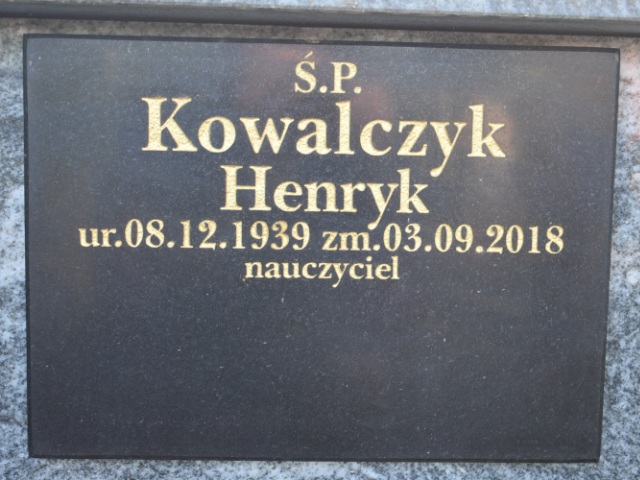 Ś.P.
Kowalczyk
Henryk
ur.08.12.1939 zm.03.09.2018
nauczyciel